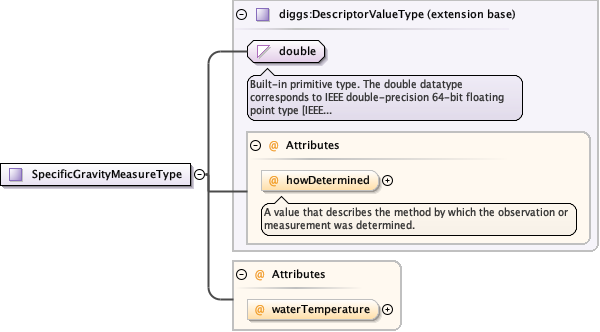 diggs:DescriptorValueType (extension base)
double
Built-in primitive type. The double datatype
corresponds to IEEE double-precision 64-bit floating
point type [IEEE...
@ Attributes
@ howDetermined
A value that describes the method by which the observation or
measurement was determined.
SpecificGravityMeasureType
@ Attributes
@ waterTemperature